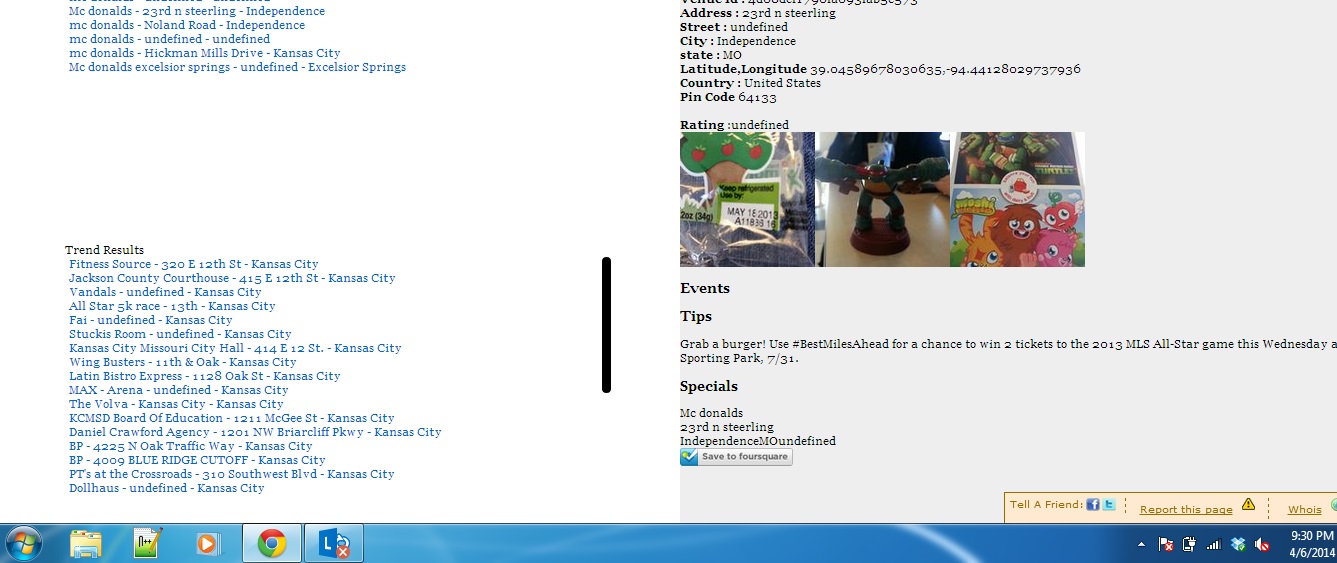 Mc donalds - 23rd n steerling - Independence
mc donalds - Noland Road - Independence
mc donalds - undefined - undefined
mc donalds - Hickman Mills Drive - Kansas City
Mc donalds excelsior springs - undefined - Excelsior Springs
Trend Results
Fitness Source - 320 E 12th St - Kansas City
Jackson County Courthouse - 415 E 12th St - Kansas City
Vandals - undefined - Kansas City
All Star 5k race - 13th - Kansas City
Fai - undefined - Kansas City
Stuckis Room - undefined - Kansas City
Kansas City Missouri City Hall - 414 E 12 St. - Kansas City
Wing Busters - 11th & Oak - Kansas City
Latin Bistro Express - 1128 Oak St - Kansas City
MAX - Arena - undefined - Kansas City
The Volva - Kansas City - Kansas City
KCMSD Board Of Education - 1211 McGee St - Kansas City
Daniel Crawford Agency - 1201 NW Briarcliff Pkwy - Kansas City
BP - 4225 N Oak Traffic Way - Kansas City
BP - 4009 BLUE RIDGE CUTOFF - Kansas City
PT's at the Crossroads - 310 Southwest Blvd - Kansas City
Dollhaus - undefined - Kansas City
Address : 23rd n steerling
Street : undefined
City : Independence
state : MO
Latitude,Longitude 39.04589678030635,-94.44128029737936
Country : United States
Pin Code 64133
Rating :undefined
Keep refrigerated
Use by:
2oz (34g)
MAY 16 2013
TURTLES
moshi
Events
Tips
Grab a burger! Use #BestMilesAhead for a chance to win 2 tickets to the 2013 MLS All-Star game this Wednesday a
Sporting Park, 7/31.
Specials
Mc donalds
23rd n steerling
IndependenceMOundefined
Save to foursquare
Tell A Friend:
Report this page
Whois
9:30 PM
4/6/2014